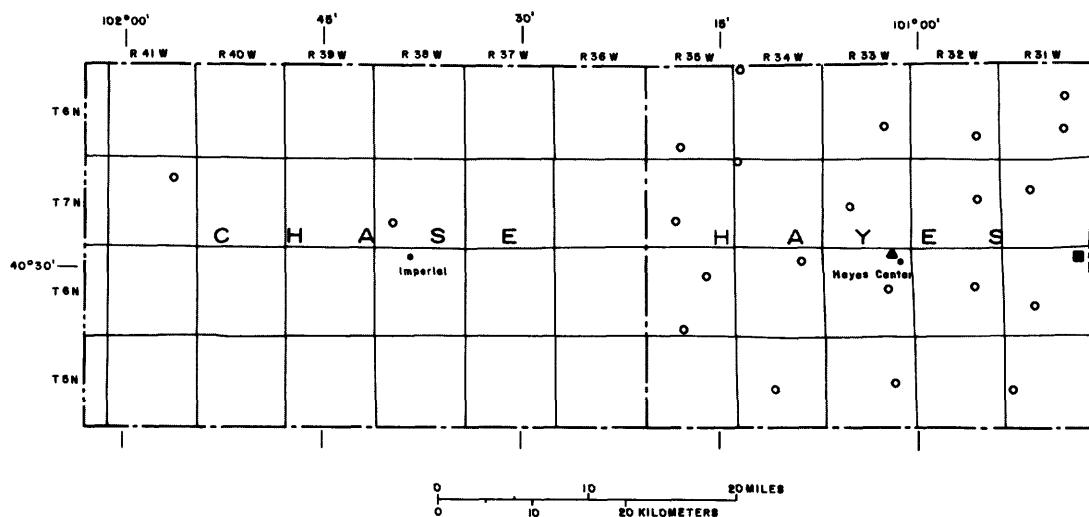 102°00' 45' 30' 15' 101°00'
R 41 W R 40 W R 39 W R 38 W R 37 W R 36 W R 35 W R 34 W R 33 W R 32 W R 31 W
T 6 N
T 7 N
C H A S E H A Y E S
40°30'
Imperial Hayes Center
T 6 N
T 5 N
0 10 20 MILES
0 10 20 KILOMETERS